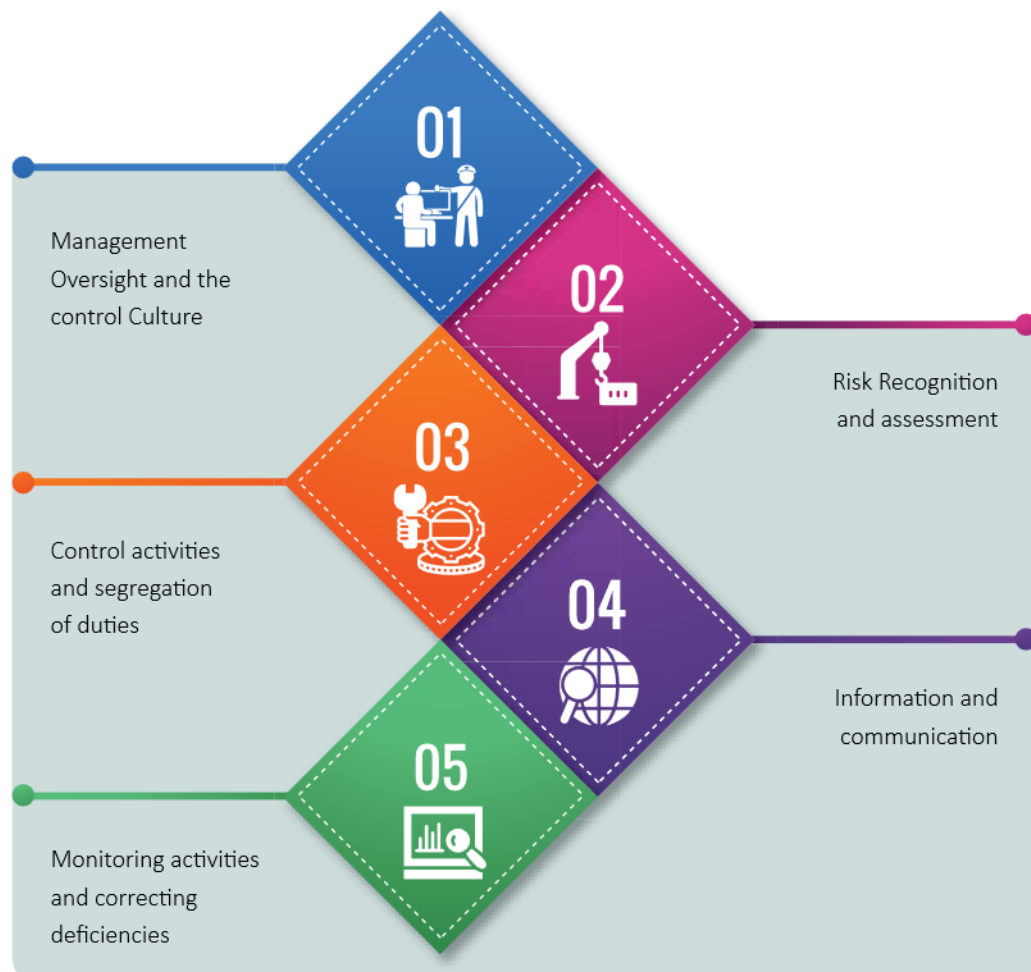 01
Management
Oversight and the
control Culture
02
Risk Recognition
and assessment
03
Control activities
and segregation
of duties
04
Information and
communication
05
Monitoring activities
and correcting
deficiencies